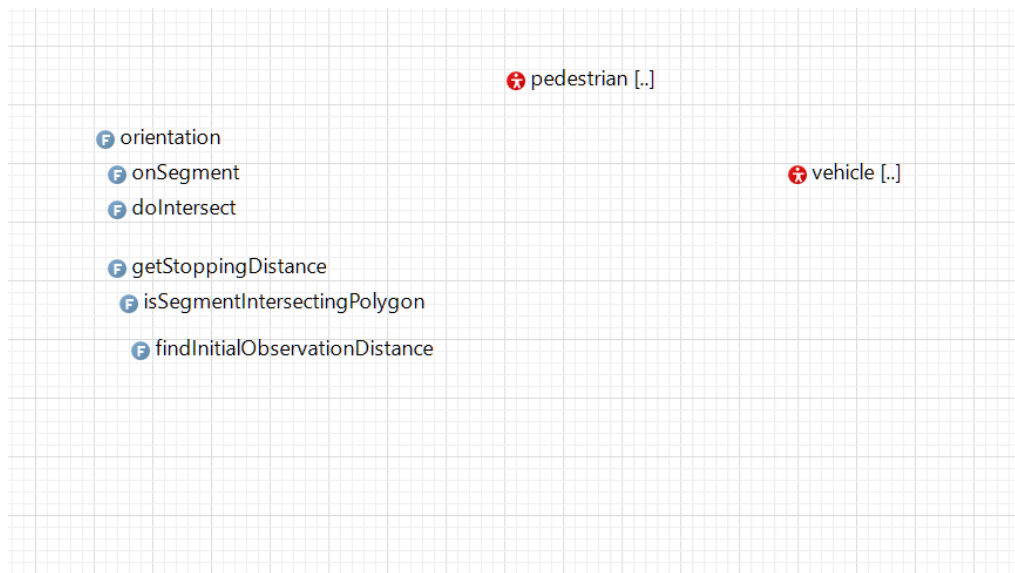 pedestrian [..]
orientation
onSegment
vehicle [..]
doIntersect
getStoppingDistance
isSegmentIntersectingPolygon
findInitialObservationDistance